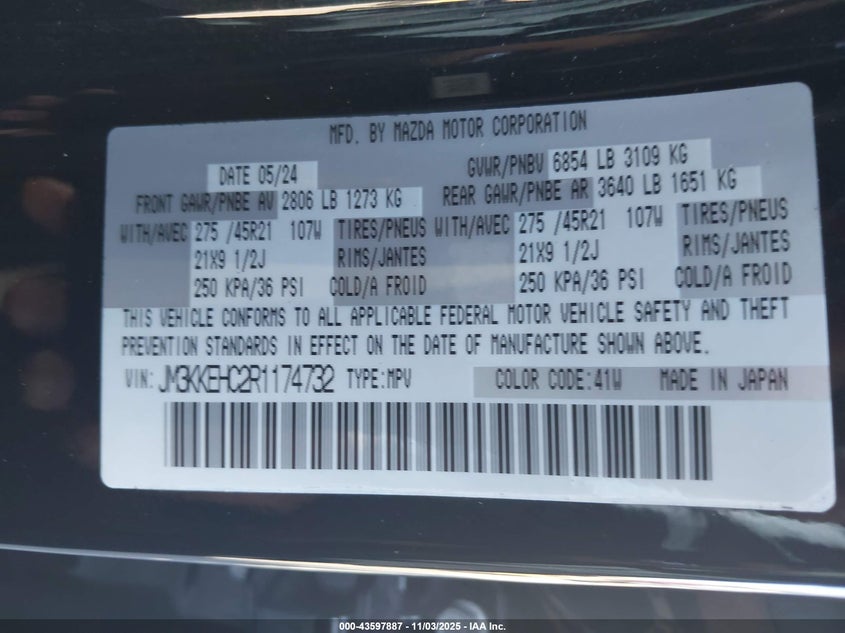 MFD. BY MAZDA MOTOR CORPORATION
DATE 05/24 GVWR/PNBV 6854 LB 3109 KG
FRONT GAWR/PNBE AV 2806 LB 1273 KG REAR GAWR/PNBE AR 3640 LB 1651 KG
WITH/AVEC 275 /45R21 107W TIRES/PNEUS WITH/AVEC 275 /45R21 107W TIRES/PNEUS
21X9 1/2J RIMS/JANTES 21X9 1/2J RIMS/JANTES
250 KPA/36 PSI COLD/A FROID 250 KPA/36 PSI COLD/A FROID
THIS VEHICLE CONFORMS TO ALL APPLICABLE FEDERAL MOTOR VEHICLE SAFETY AND THEFT
PREVENTION STANDARDS IN EFFECT ON THE DATE OF MANUFACTURE SHOWN ABOVE.
VIN:JM3KKEHC2R1174732 TYPE:MPV COLOR CODE:41W MADE IN JAPAN
000-43597887 - 11/03/2025 - IAA Inc.